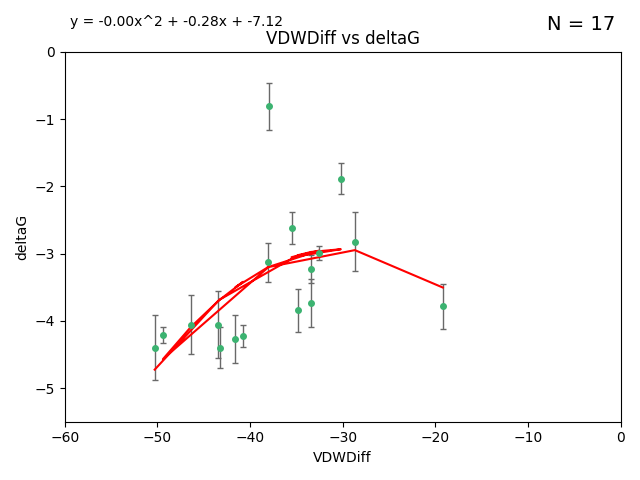 y = -0.00x^2 + -0.28x + -7.12
N = 17
VDWDiff vs deltaG
0
−1
−2
−3
−4
−5
deltaG
−60 −50 −40 −30 −20 −10 0
VDWDiff